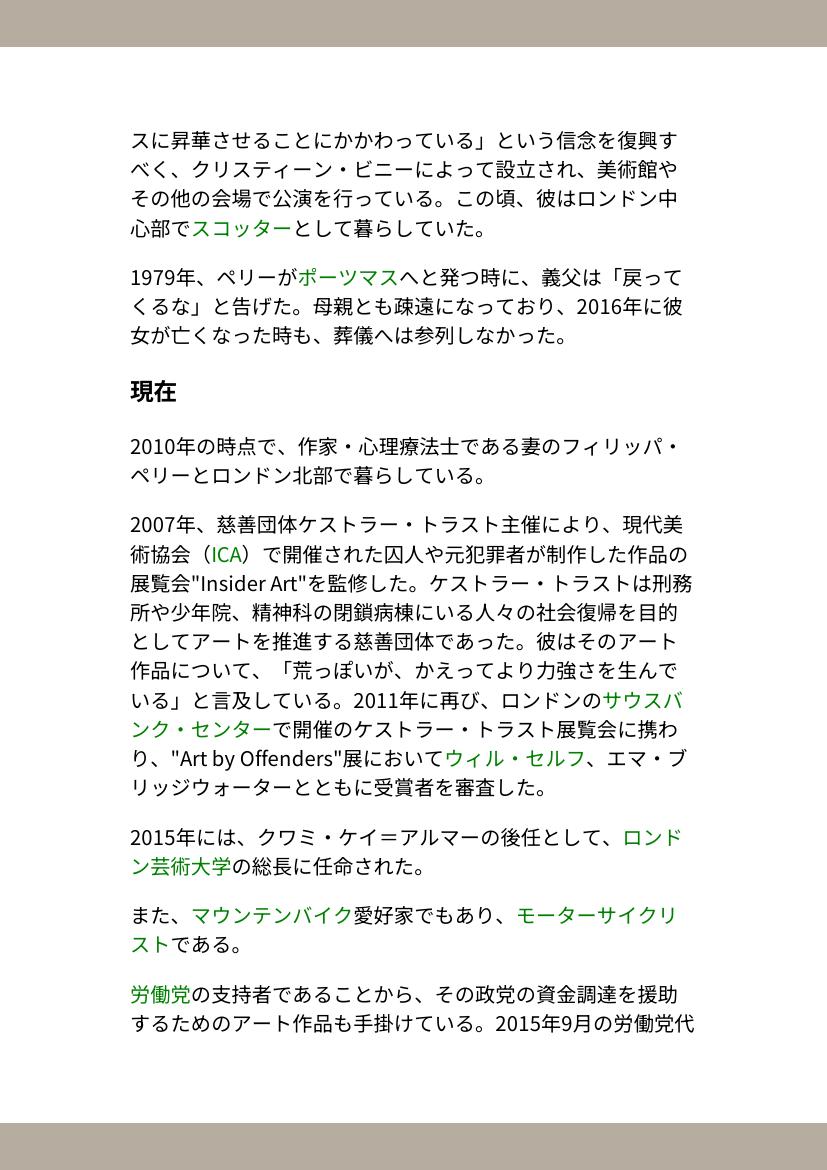 スに昇華させることにかかわっている」という信念を復興す
べく、クリスティーン・ビニーによって設立され、美術館や
その他の会場で公演を行っている。この頃、彼はロンドン中
心部でスコッターとして暮らしていた。
1979年、ペリーがポーツマスへと発つ時に、義父は「戻って
くるな」と告げた。母親とも疎遠になっており、2016年に彼
女が亡くなった時も、葬儀へは参列しなかった。
現在
2010年の時点で、作家・心理療法士である妻のフィリッパ・
ペリーとロンドン北部で暮らしている。
2007年、慈善団体ケストラー・トラスト主催により、現代美
術協会（ICA）で開催された囚人や元犯罪者が制作した作品の
展覧会"Insider Art"を監修した。ケストラー・トラストは刑務
所や少年院、精神科の閉鎖病棟にいる人々の社会復帰を目的
としてアートを推進する慈善団体であった。彼はそのアート
作品について、「荒っぽいが、かえってより力強さを生んで
いる」と言及している。2011年に再び、ロンドンのサウスバ
ンク・センターで開催のケストラー・トラスト展覧会に携わ
り、"Art by Offenders"展においてウィル・セルフ、エマ・ブ
リッジウォーターとともに受賞者を審査した。
2015年には、クワミ・ケイ＝アルマーの後任として、ロンド
ン芸術大学の総長に任命された。
また、マウンテンバイク愛好家でもあり、モーターサイクリ
ストである。
労働党の支持者であることから、その政党の資金調達を援助
するためのアート作品も手掛けている。2015年9月の労働党代